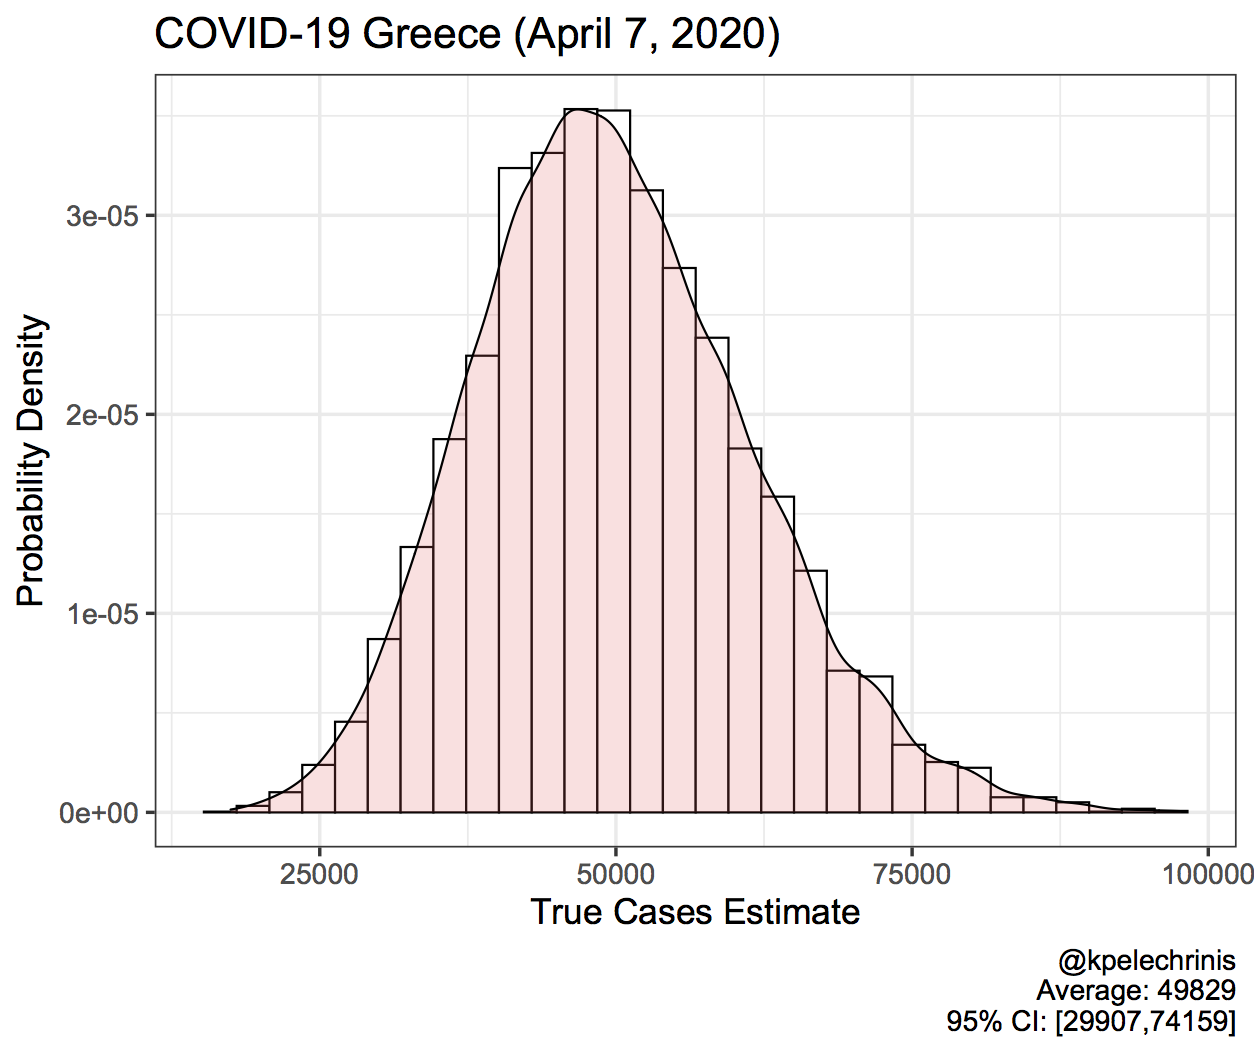 COVID-19 Greece (April 7, 2020)
Probability Density
3e-05
2e-05
1e-05
0e+00
25000 50000 75000 100000
True Cases Estimate
@kpelechrinis
Average: 49829
95% CI: [29907,74159]